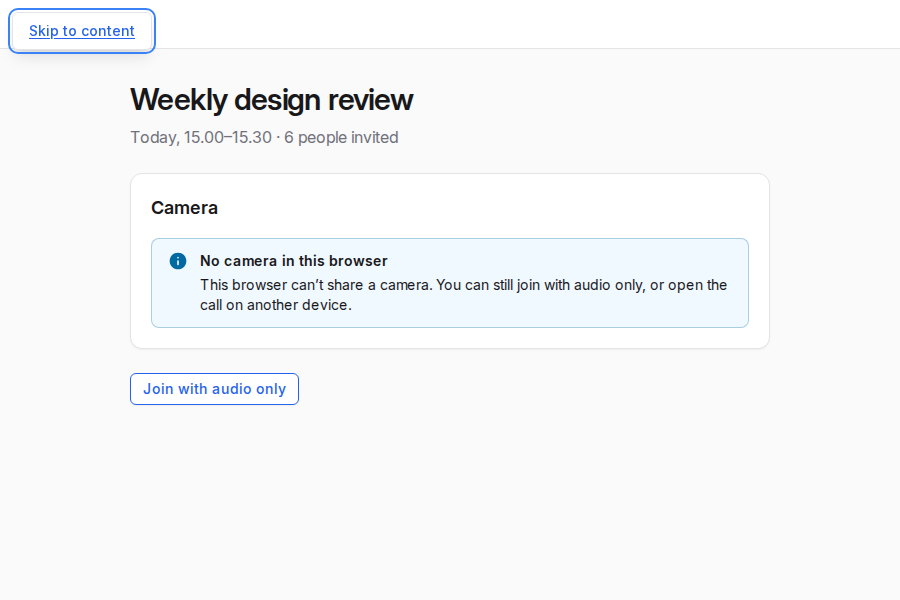 Skip to content
Weekly design review
Today, 15.00–15.30 · 6 people invited
Camera
No camera in this browser
This browser can’t share a camera. You can still join with audio only, or open the
call on another device.
Join with audio only